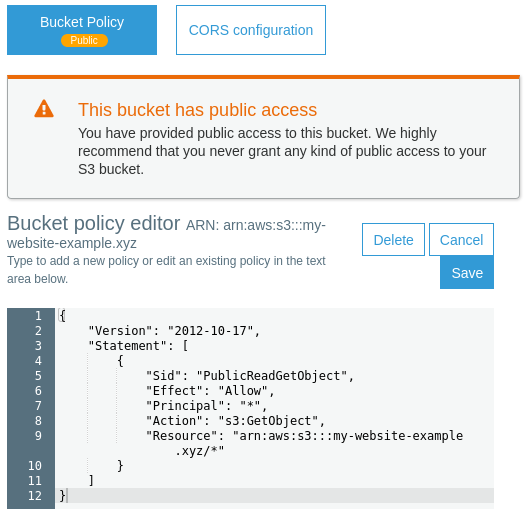 Bucket Policy
Public
CORS configuration
This bucket has public access
You have provided public access to this bucket. We highly
recommend that you never grant any kind of public access to your
S3 bucket.
Bucket policy editor ARN: arn:aws:s3:::my-
website-example.xyz
Type to add a new policy or edit an existing policy in the text
area below.
Delete
Cancel
Save
1 {
2 "Version": "2012-10-17",
3 "Statement": [
4 {
5 "Sid": "PublicReadGetObject",
6 "Effect": "Allow",
7 "Principal": "*",
8 "Action": "s3:GetObject",
9 "Resource": "arn:aws:s3:::my-website-example
.xyz/*"
10 }
11 ]
12 }